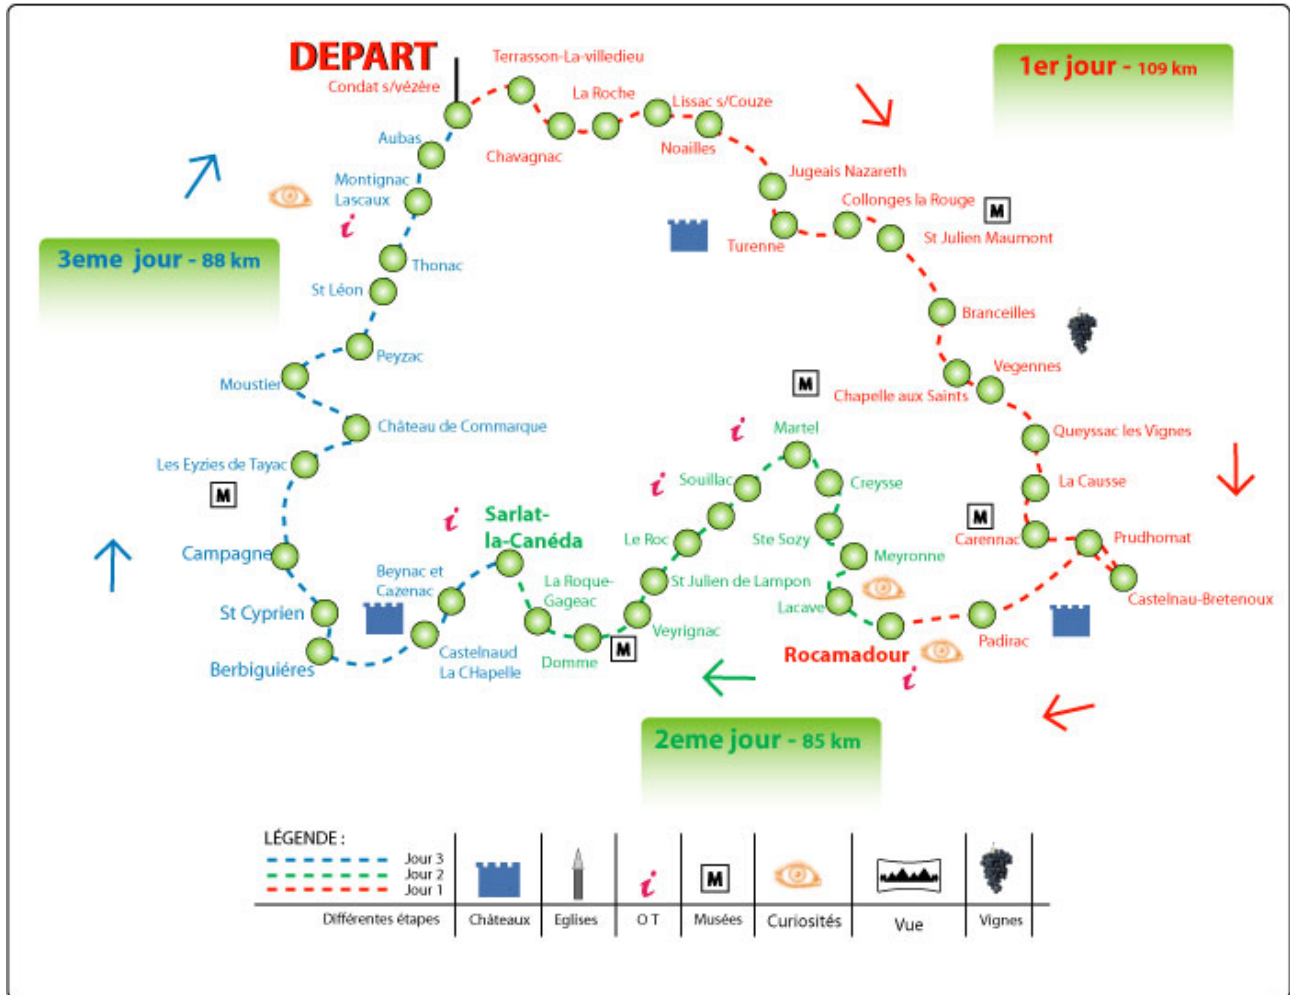 DEPART
Condat s/vézère
Terrasson-La-villedieu
La Roche
Chavagnac
Lissac s/Couze
Noailles
1er jour - 109 km
Jugeais Nazareth
Collonges la Rouge
M
Turenne
St Julien Maumont
Branceilles
Vegennes
Chapelle aux Saints
M
Queyssac les Vignes
La Causse
M
Carennac
Prudhomat
Castelnau-Bretenoux
Padirac
Rocamadour
i
2eme jour - 85 km
Lacave
Meyronne
Ste Sozy
Creysse
Martel
i
Souillac
i
Le Roc
St Julien de Lampon
Veyrignac
M
Domme
La Roque-
Gageac
Sarlat-
la-Canéda
i
3eme jour - 88 km
Beynac et
Cazenac
Castelnaud
La CHapelle
Berbiguiéres
St Cyprien
Campagne
M
Les Eyzies de Tayac
Château de Commarque
Moustier
Peyzac
St Léon
Thonac
i
Montignac
Lascaux
Aubas
LÉGENDE :
Jour 3
Jour 2
Jour 1
i
M
Différentes étapes
Châteaux
Eglises
O T
Musées
Curiosités
Vue
Vignes